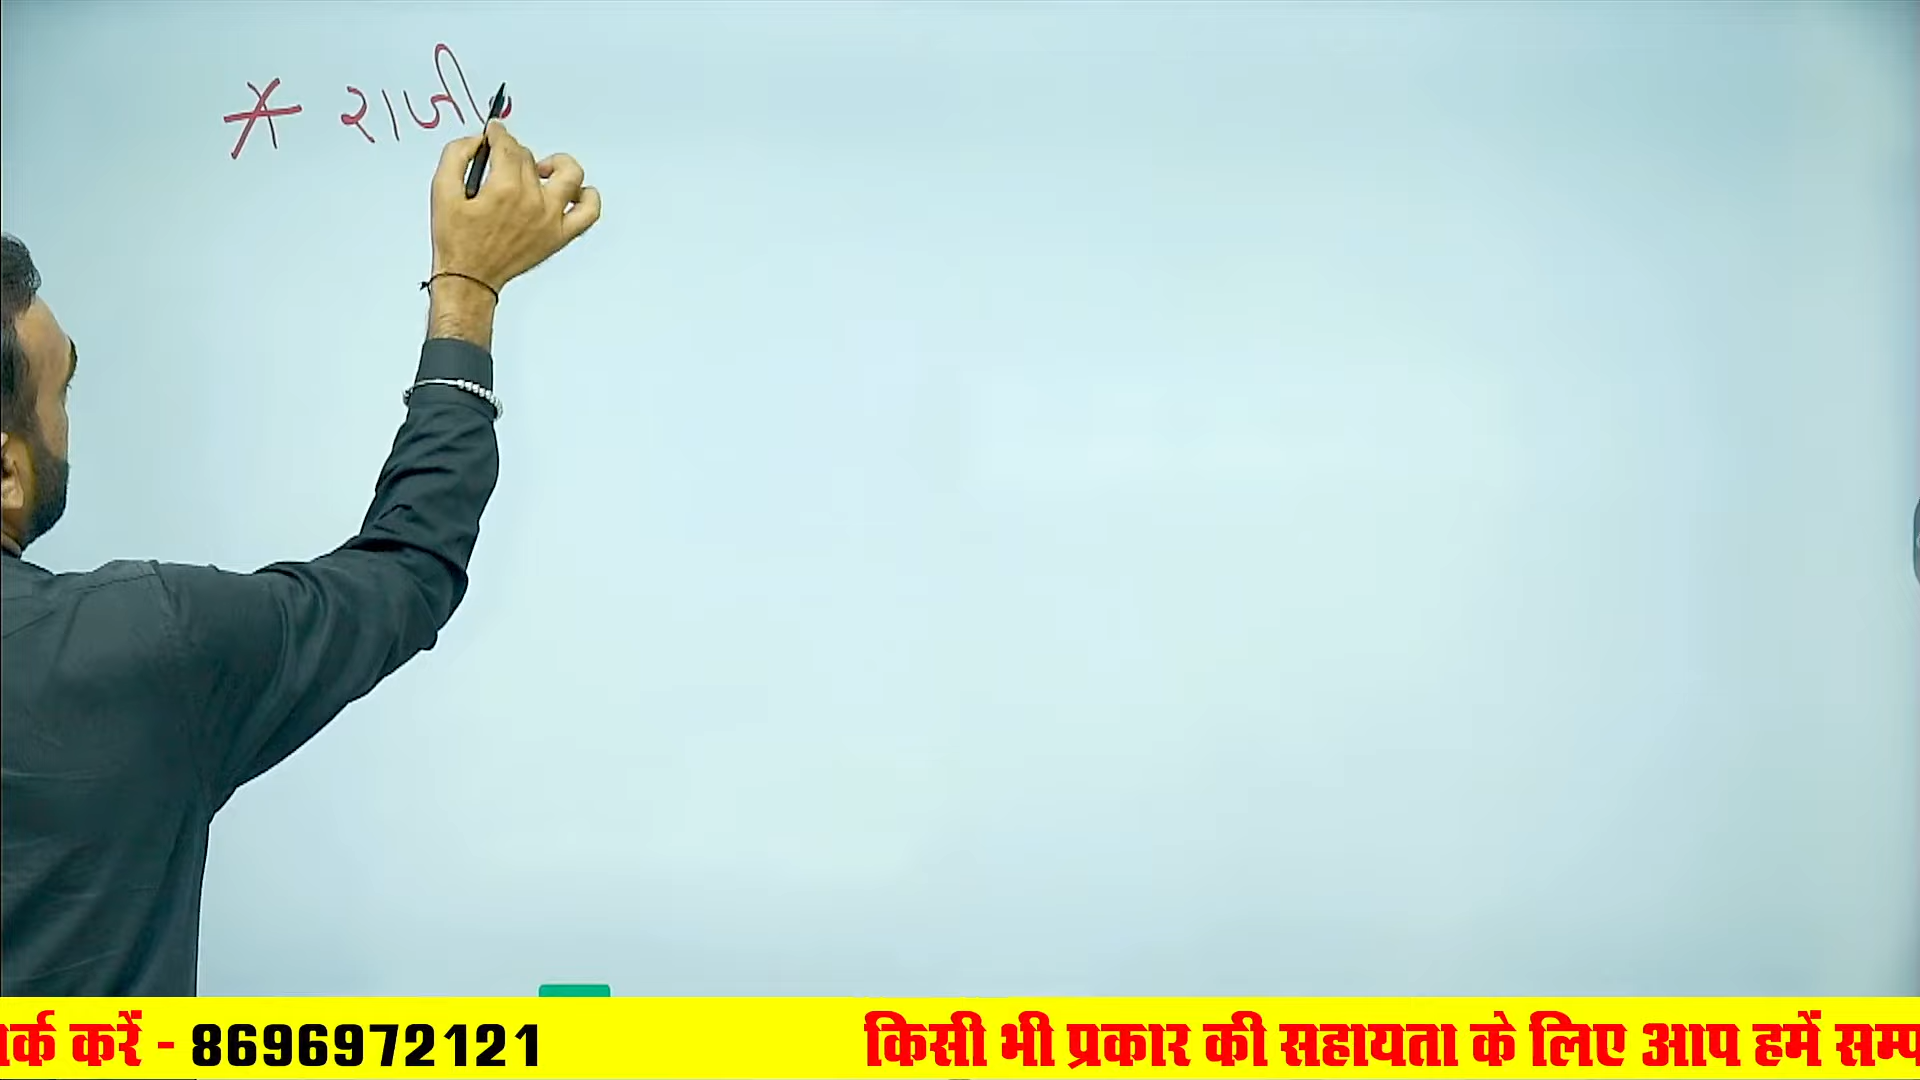 * राजी
र्क करें - 8696972121 किसी भी प्रकार की सहायता के लिए आप हमें सम्प